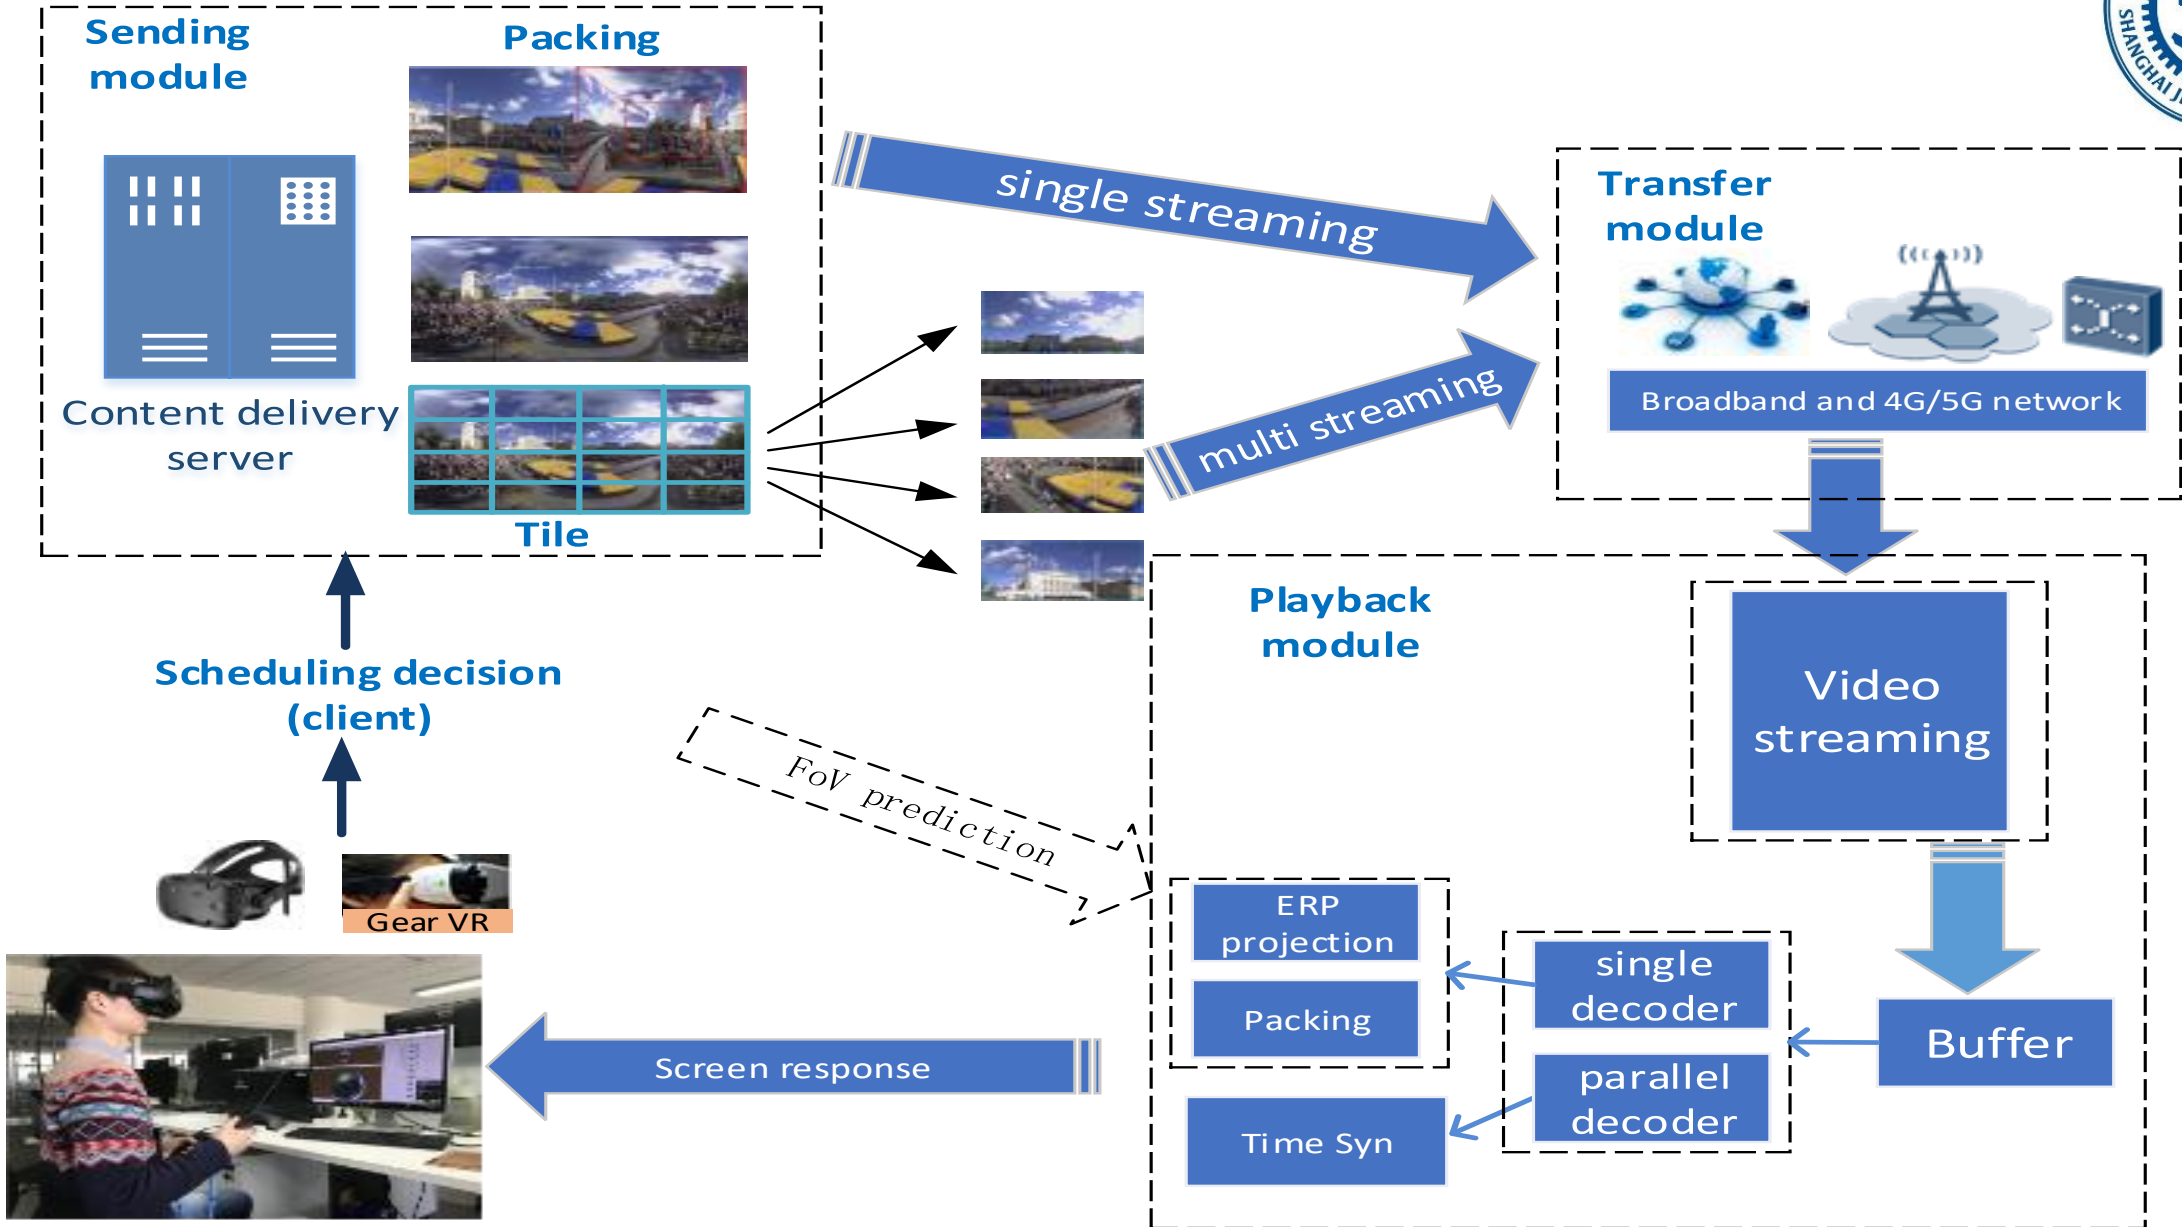 Sending
module
Packing
Content delivery
server
Tile
single streaming
multi streaming
SHANGHAI
Transfer
module
Broadband and 4G/5G network
Scheduling decision
(client)
Gear VR
FoV prediction
Screen response
Playback
module
Video
streaming
Buffer
single
decoder
parallel
decoder
ERP
projection
Packing
Time Syn